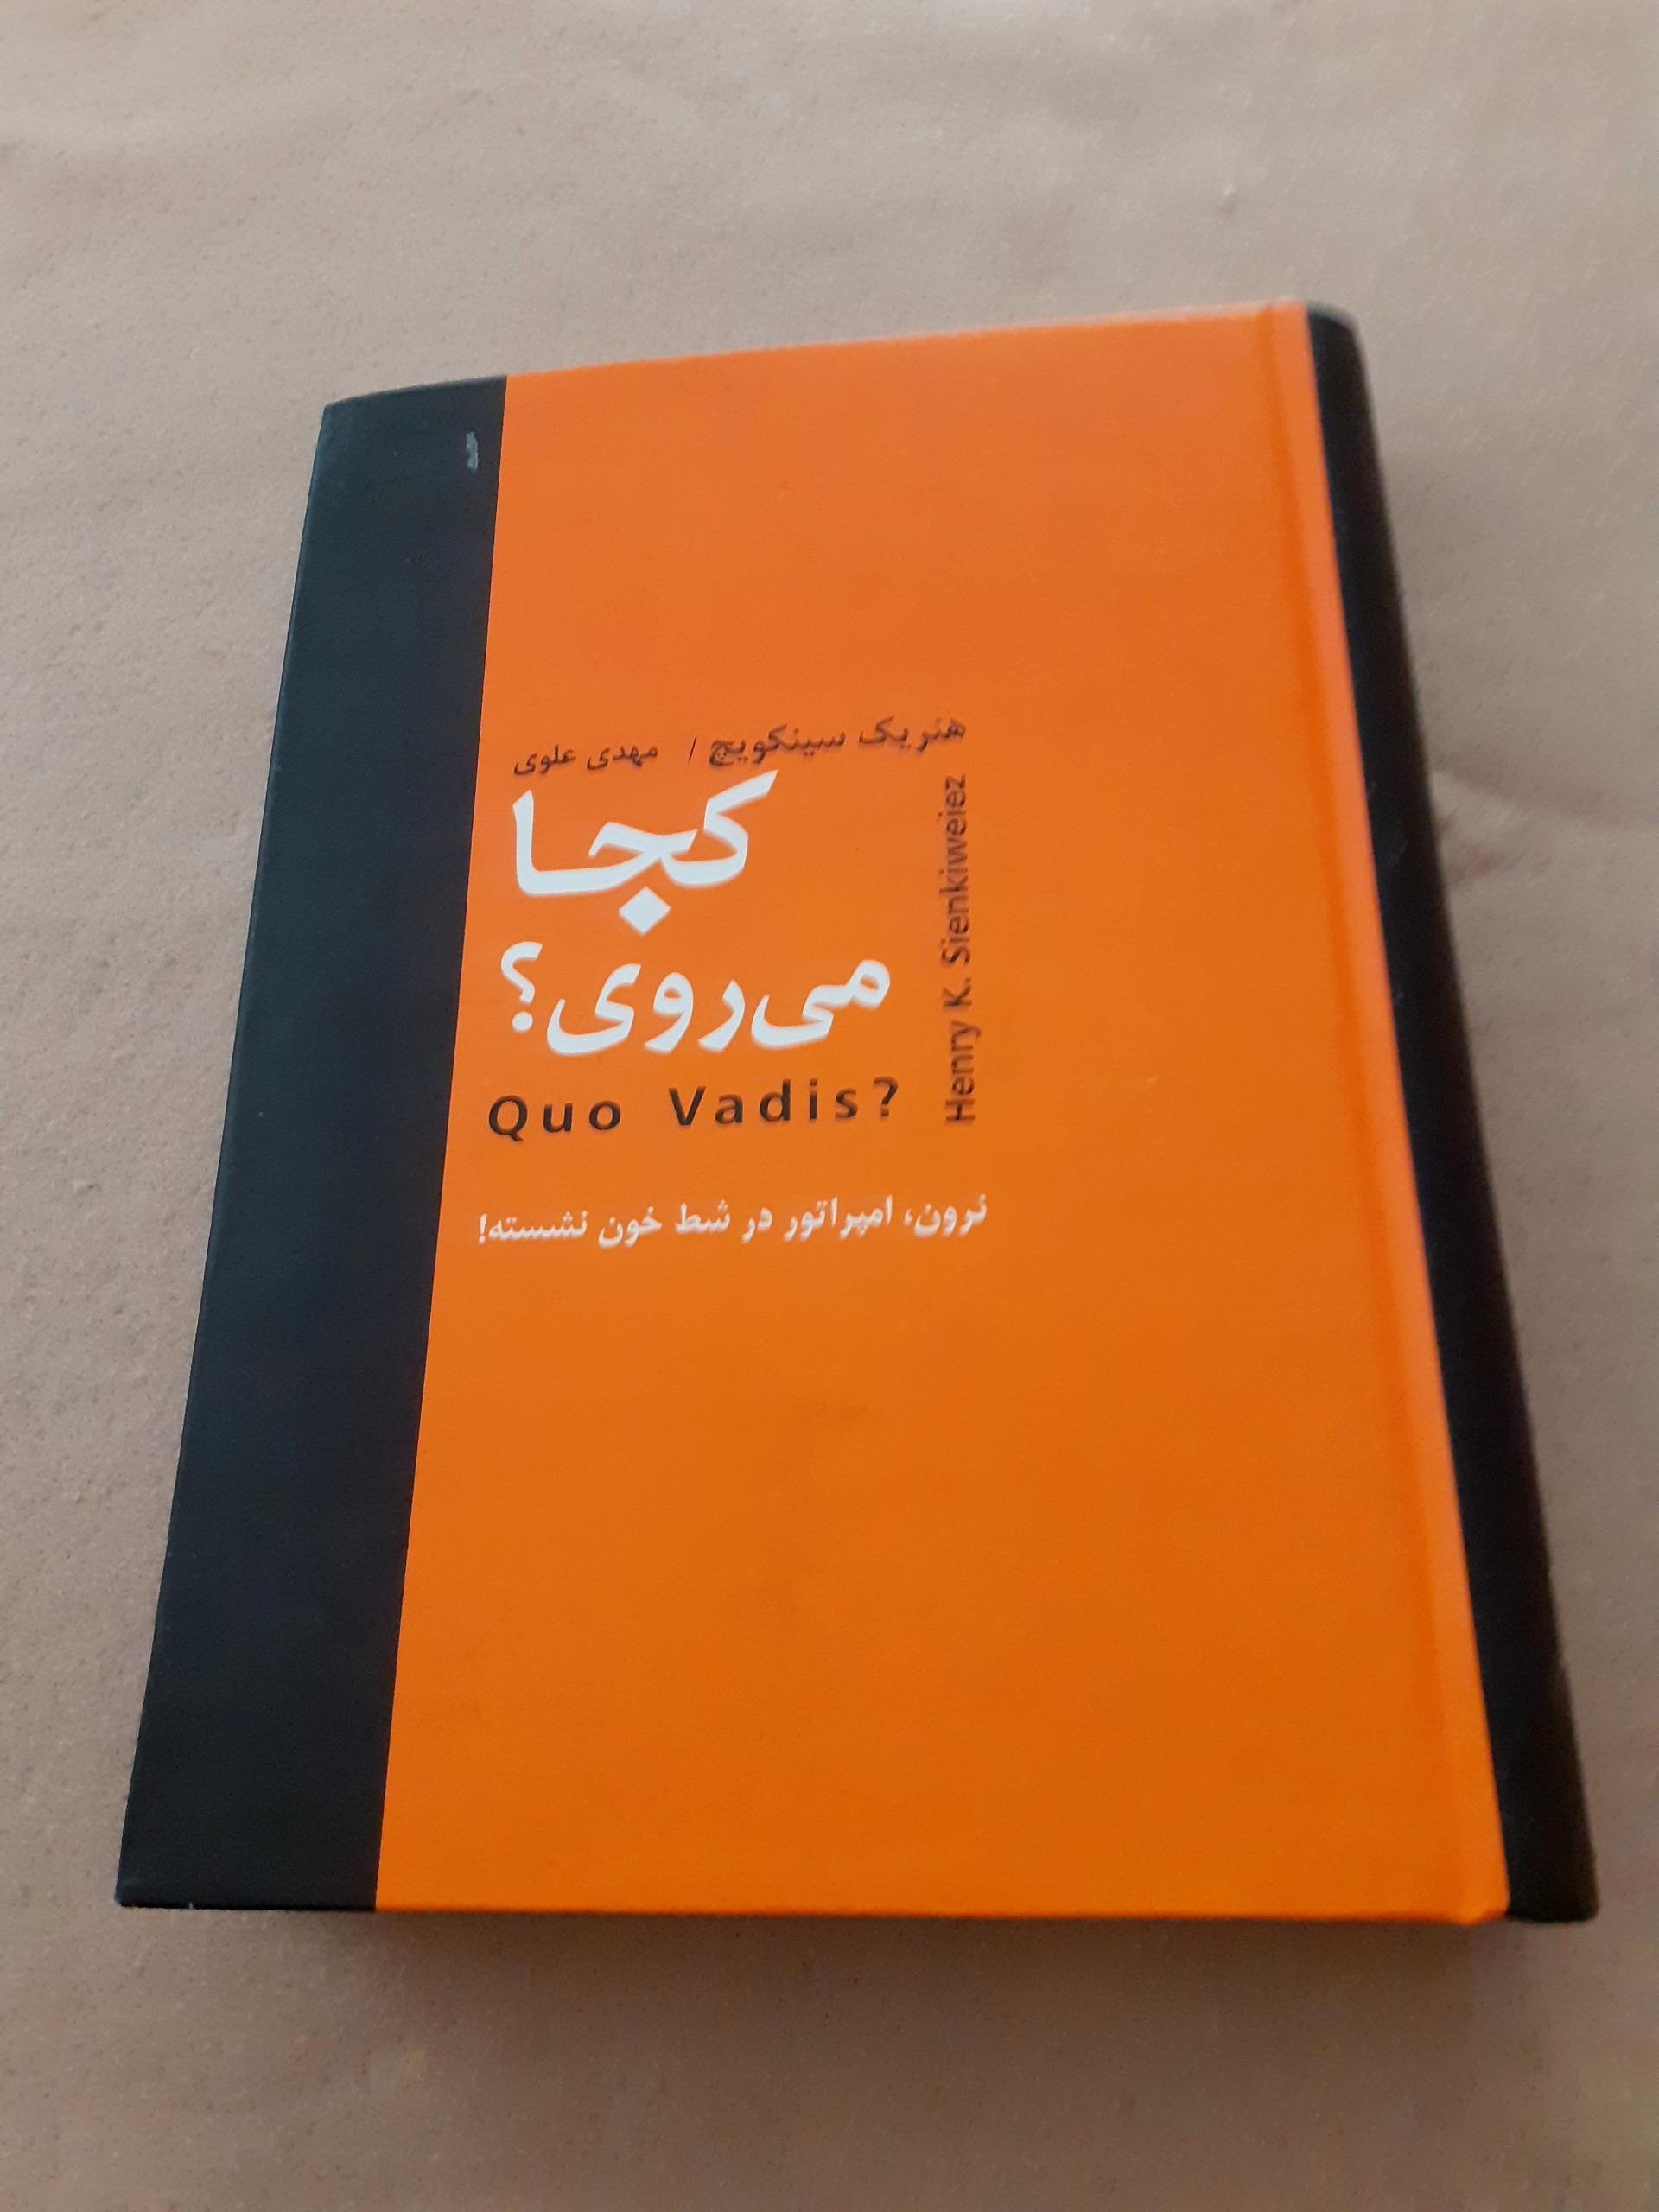 هنریک سینکویچ / مهدی علوی
کجا
می‌روی؟
Quo Vadis?
Henry K. Sienkiweiez
نرون، امپراتور در شط خون نشسته!